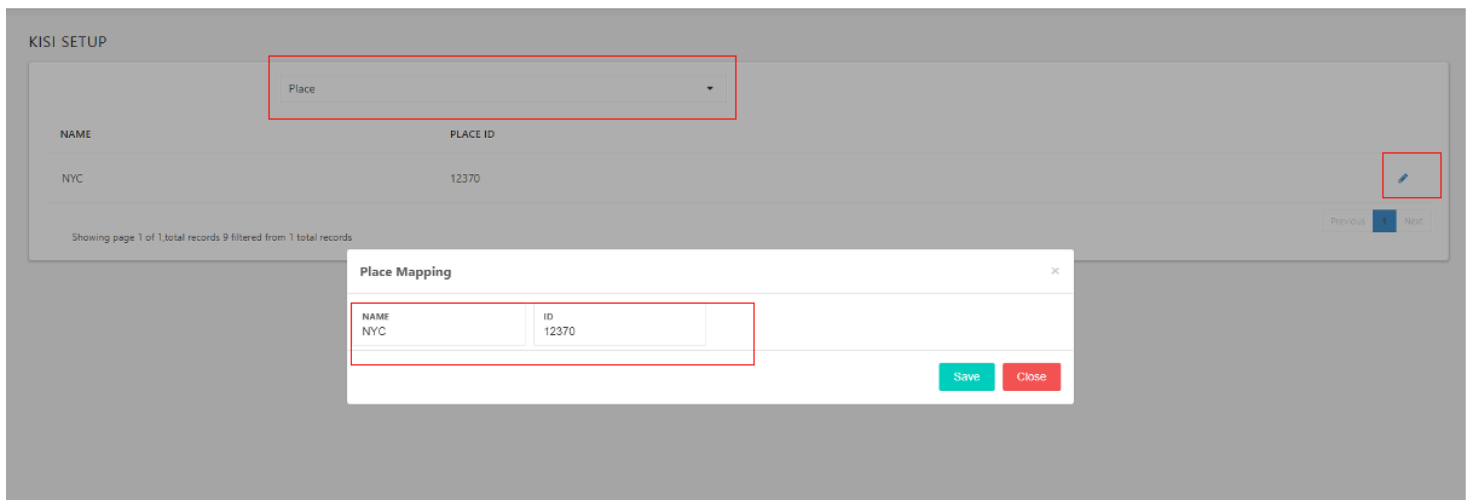 KISI SETUP
Place
NAME PLACE ID
NYC 12370
Previous 1 Next
Showing page 1 of 1,total records 9 filtered from 1 total records
Place Mapping ×
NAME ID
NYC 12370
Save Close